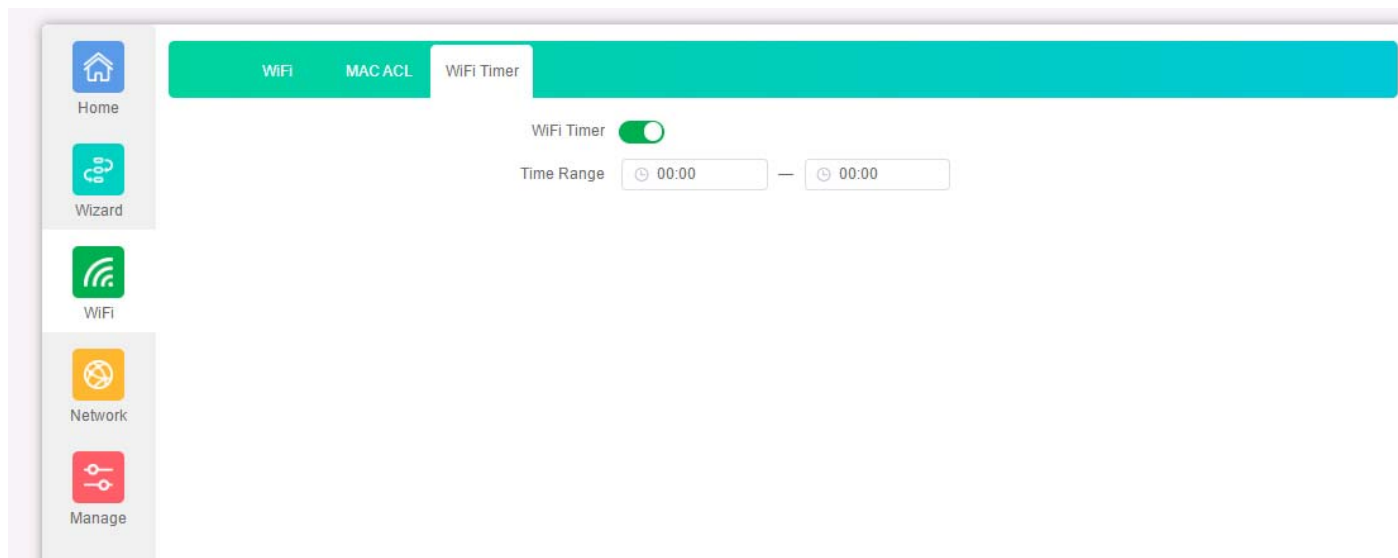 WiFi MAC ACL WiFi Timer
Home
Wizard
WiFi
Network
Manage
WiFi Timer
Time Range 00:00 — 00:00